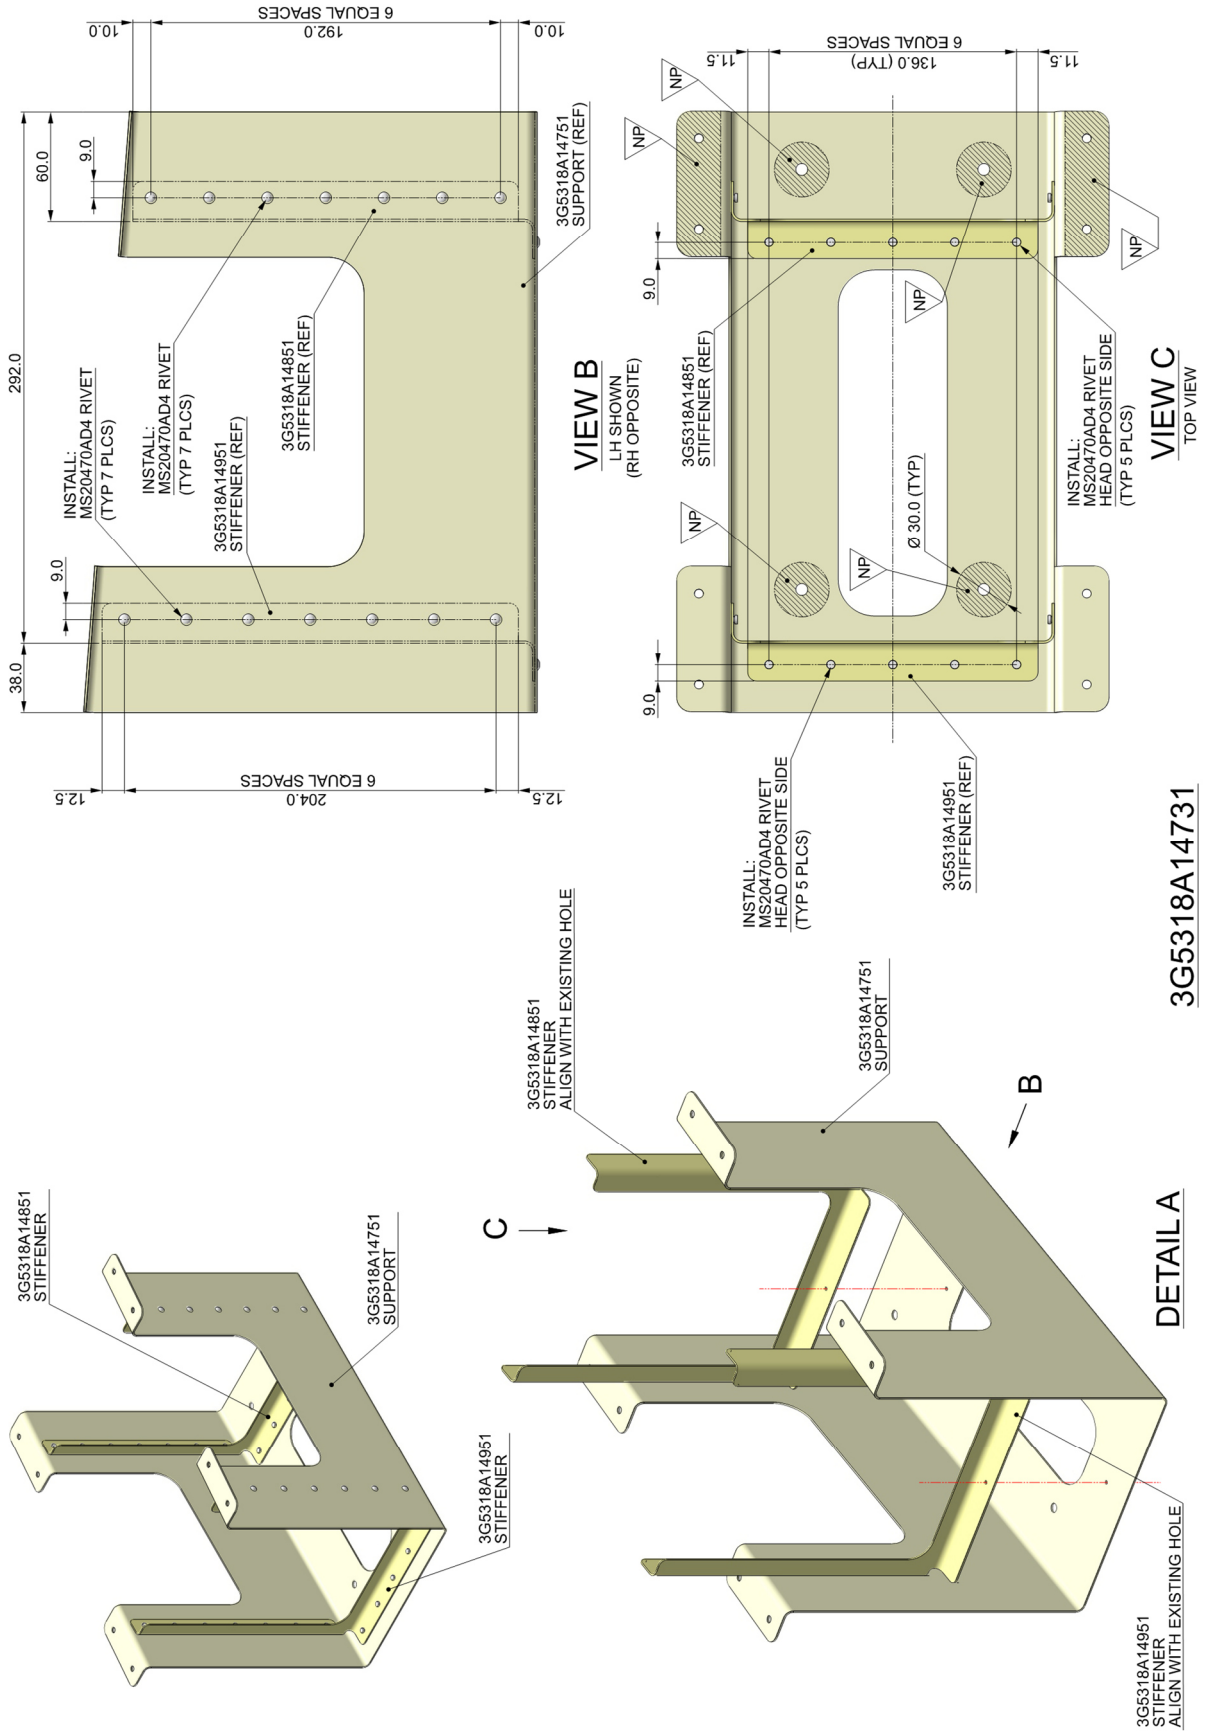 3G5318A14851
STIFFENER
3G5318A14751
SUPPORT
3G5318A14951
STIFFENER
C
3G5318A14851
STIFFENER
ALIGN WITH EXISTING HOLE
3G5318A14751
SUPPORT
B
3G5318A14951
STIFFENER
ALIGN WITH EXISTING HOLE
DETAIL A
3G5318A14731
38.0
292.0
60.0
9.0
9.0
12.5
204.0
6 EQUAL SPACES
12.5
10.0
192.0
6 EQUAL SPACES
10.0
INSTALL:
MS20470AD4 RIVET
(TYP 7 PLCS)
INSTALL:
MS20470AD4 RIVET
(TYP 7 PLCS)
3G5318A14951
STIFFENER (REF)
3G5318A14851
STIFFENER (REF)
3G5318A14751
SUPPORT (REF)
VIEW B
LH SHOWN
(RH OPPOSITE)
9.0
9.0
NP
NP
NP
NP
NP
NP
11.5
136.0 (TYP)
6 EQUAL SPACES
11.5
3G5318A14851
STIFFENER (REF)
Ø 30.0 (TYP)
INSTALL:
MS20470AD4 RIVET
HEAD OPPOSITE SIDE
(TYP 5 PLCS)
3G5318A14951
STIFFENER (REF)
INSTALL:
MS20470AD4 RIVET
HEAD OPPOSITE SIDE
(TYP 5 PLCS)
VIEW C
TOP VIEW